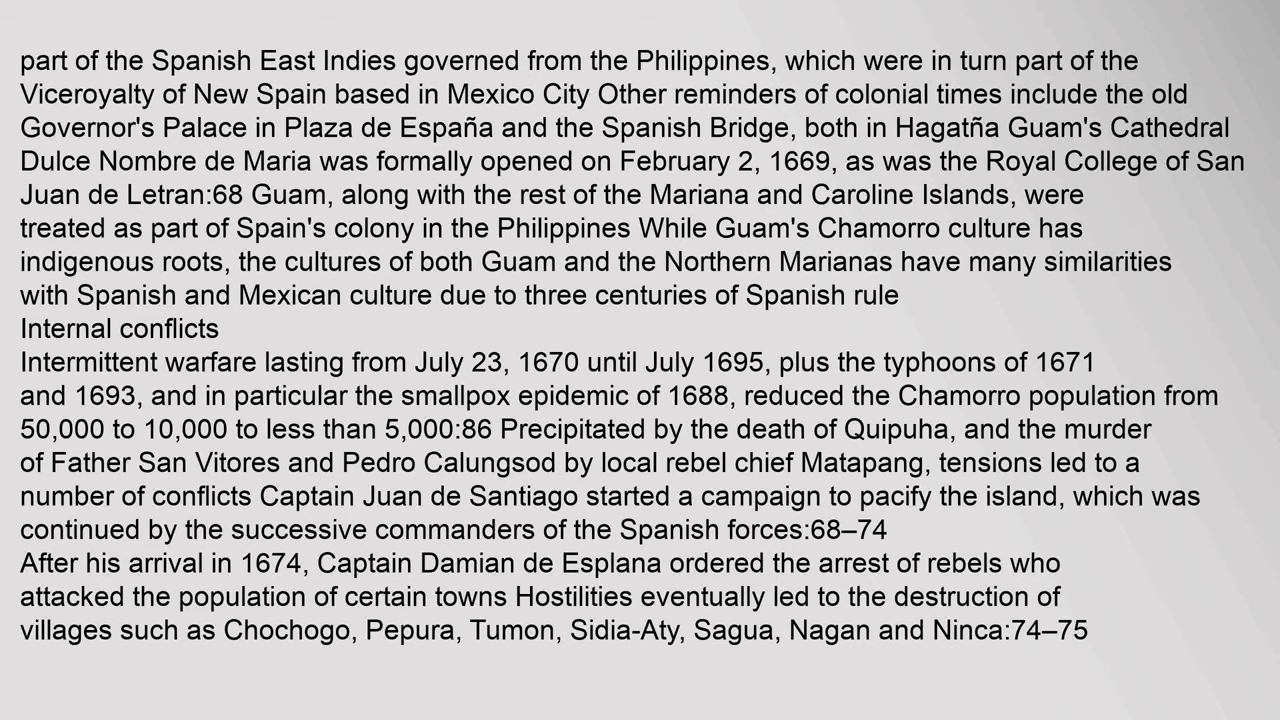 part of the Spanish East Indies governed from the Philippines, which were in turn part of the
Viceroyalty of New Spain based in Mexico City Other reminders of colonial times include the old
Governor's Palace in Plaza de España and the Spanish Bridge, both in Hagatña Guam's Cathedral
Dulce Nombre de Maria was formally opened on February 2, 1669, as was the Royal College of San
Juan de Letran:68 Guam, along with the rest of the Mariana and Caroline Islands, were
treated as part of Spain's colony in the Philippines While Guam's Chamorro culture has
indigenous roots, the cultures of both Guam and the Northern Marianas have many similarities
with Spanish and Mexican culture due to three centuries of Spanish rule
Internal conflicts
Intermittent warfare lasting from July 23, 1670 until July 1695, plus the typhoons of 1671
and 1693, and in particular the smallpox epidemic of 1688, reduced the Chamorro population from
50,000 to 10,000 to less than 5,000:86 Precipitated by the death of Quipuha, and the murder
of Father San Vitores and Pedro Calungsod by local rebel chief Matapang, tensions led to a
number of conflicts Captain Juan de Santiago started a campaign to pacify the island, which was
continued by the successive commanders of the Spanish forces:68–74
After his arrival in 1674, Captain Damian de Esplana ordered the arrest of rebels who
attacked the population of certain towns Hostilities eventually led to the destruction of
villages such as Chochogo, Pepura, Tumon, Sidia-Aty, Sagua, Nagan and Ninca:74–75